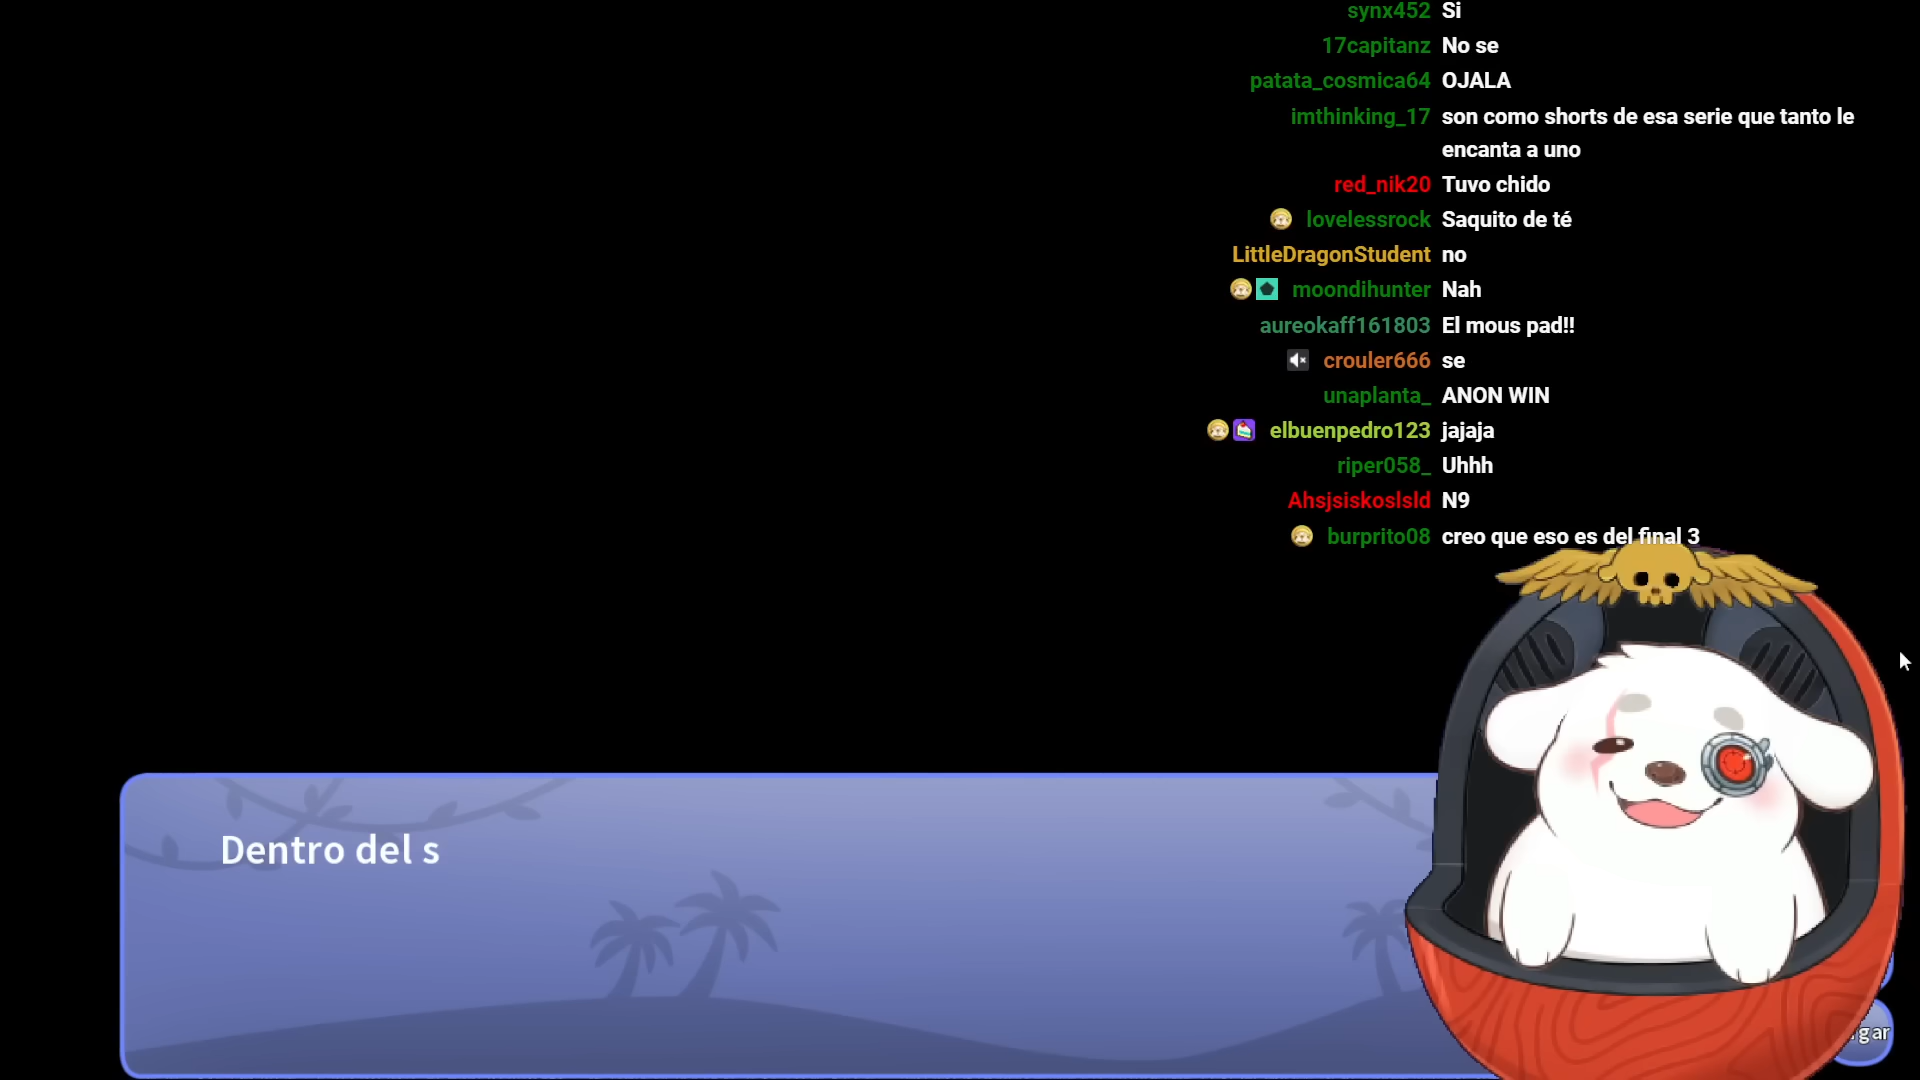 synx452 Si
17capitanz No se
patata_cosmica64 OJALA
imthinking_17 son como shorts de esa serie que tanto le
encanta a uno
red_nik20 Tuvo chido
lovelessrock Saquito de té
LittleDragonStudent no
moondihunter Nah
aureokaff161803 El mous pad!!
crouler666 se
unaplanta_ ANON WIN
elbuenpedro123 jajaja
riper058_ Uhhh
Ahsjsiskoslsld N9
burprito08 creo que eso es del final 3
Dentro del s